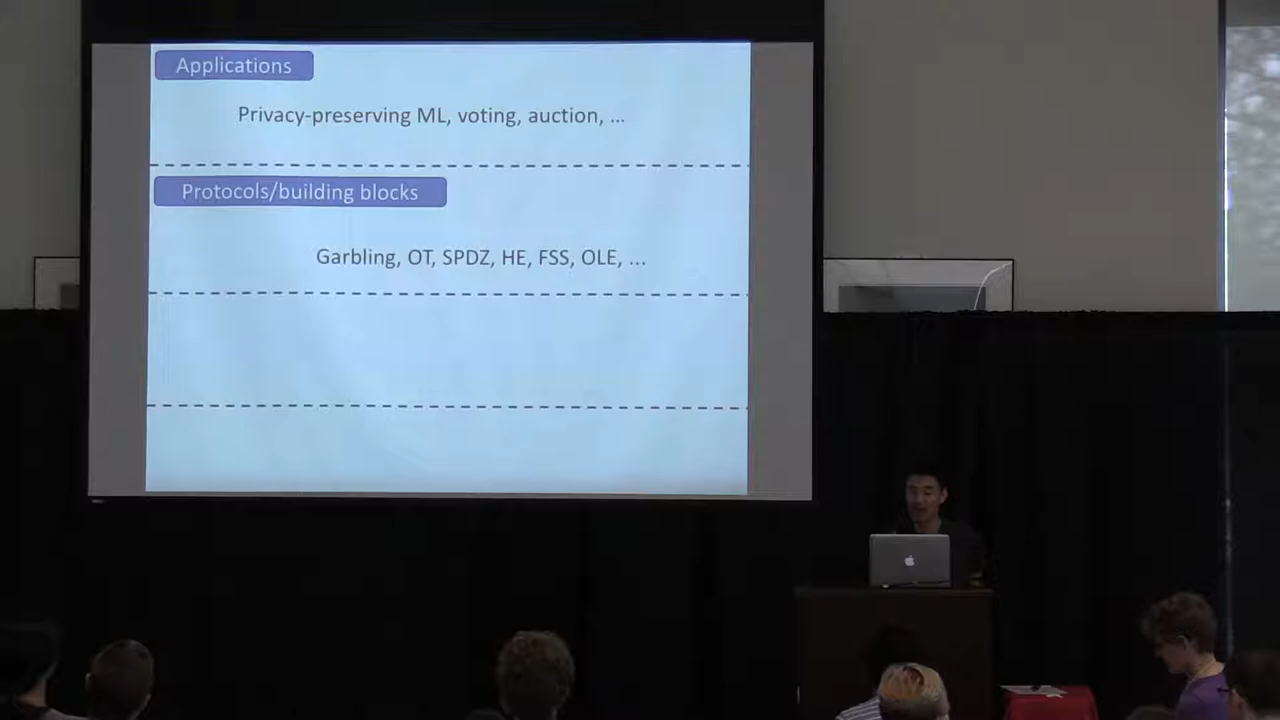 Applications
Privacy-preserving ML, voting, auction, ...
Protocols/building blocks
Garbling, OT, SPDZ, HE, FSS, OLE, ...